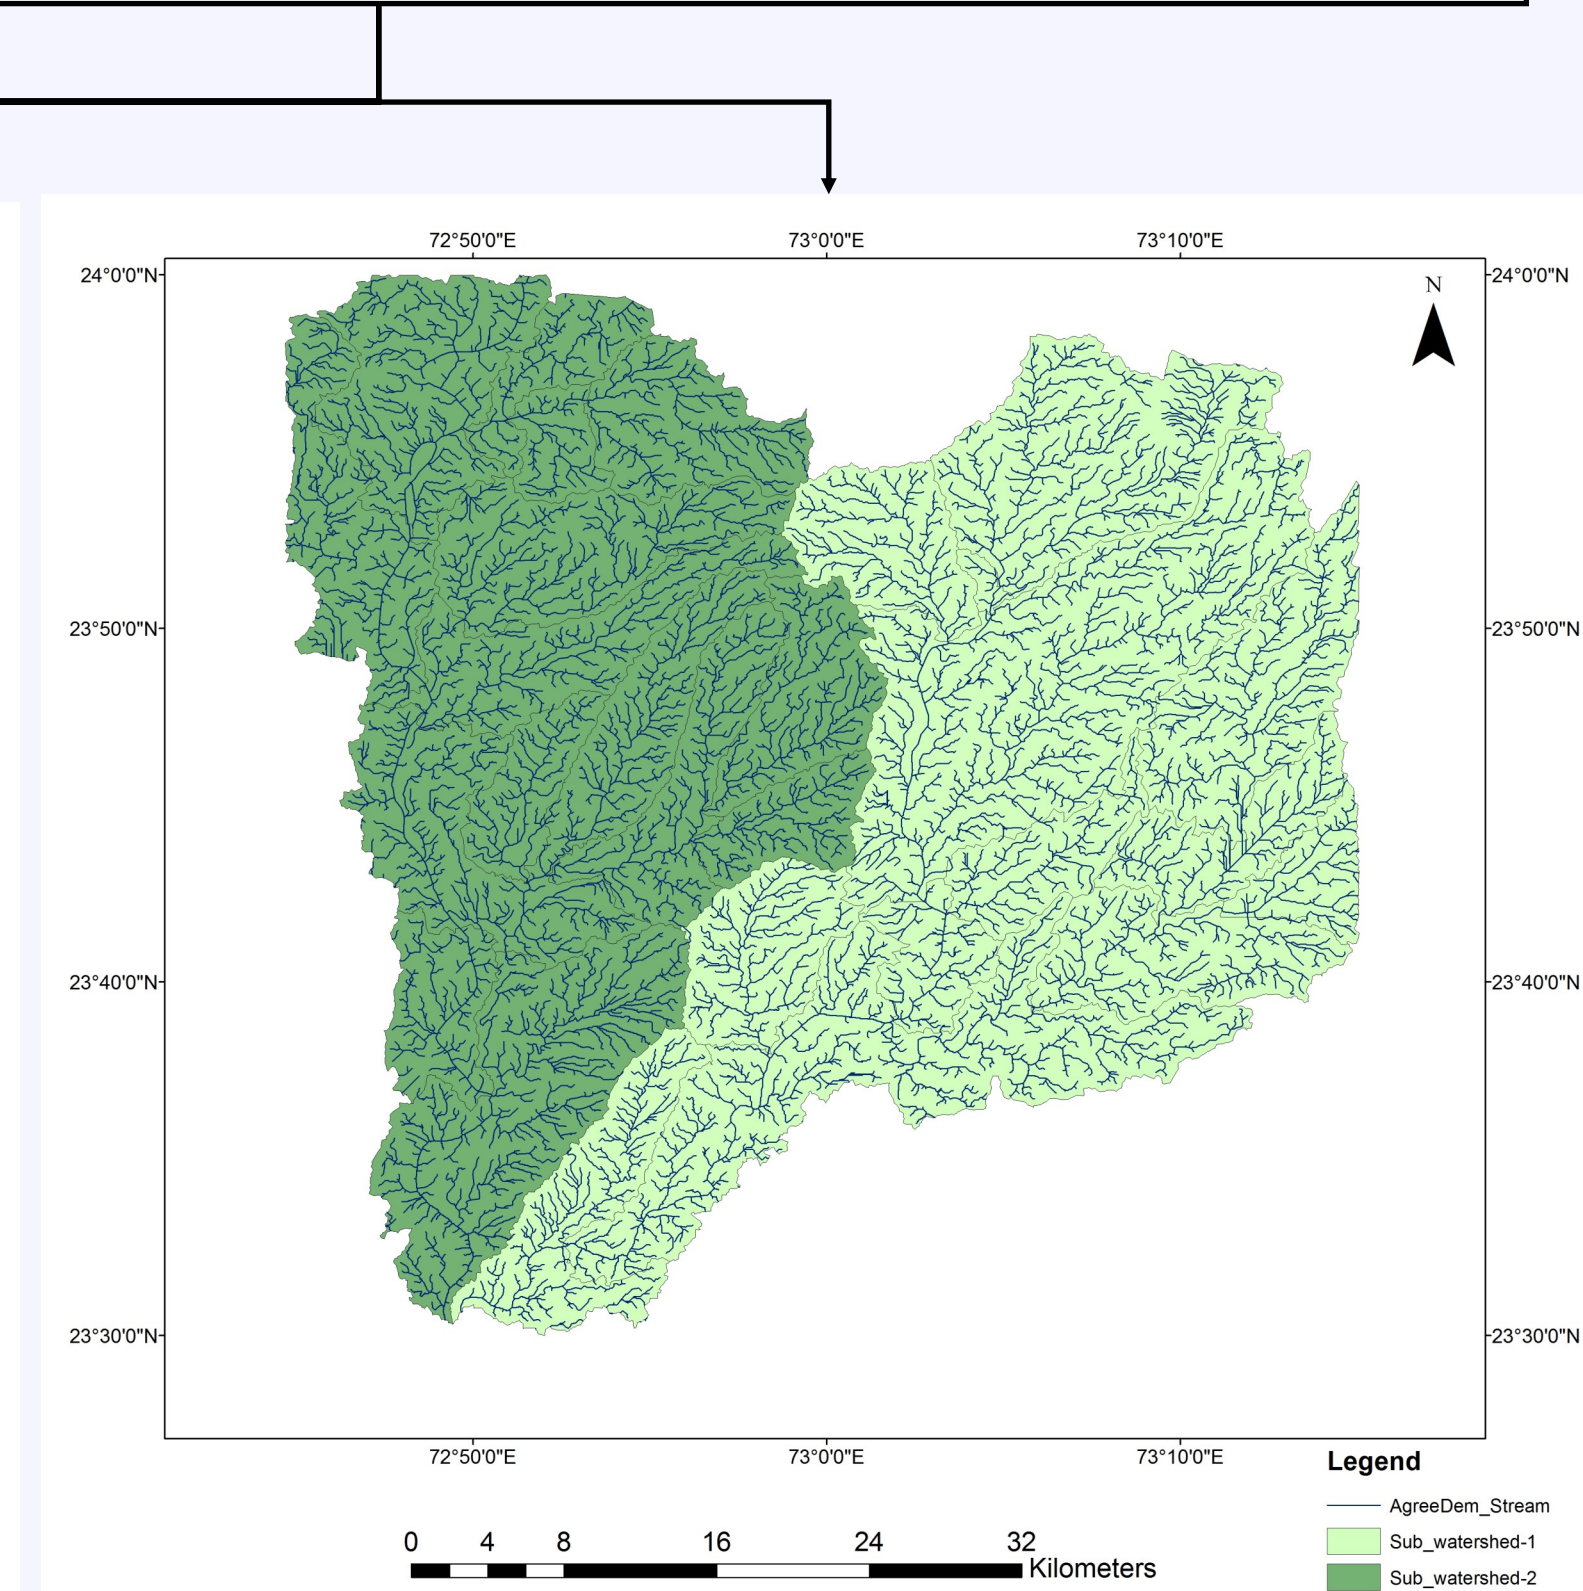 72°50'0"E 73°0'0"E 73°10'0"E
24°0'0"N 24°0'0"N
N
23°50'0"N 23°50'0"N
23°40'0"N 23°40'0"N
23°30'0"N 23°30'0"N
72°50'0"E 73°0'0"E 73°10'0"E
Legend
AgreeDem_Stream
Sub_watershed-1
Sub_watershed-2
0 4 8 16 24 32
Kilometers